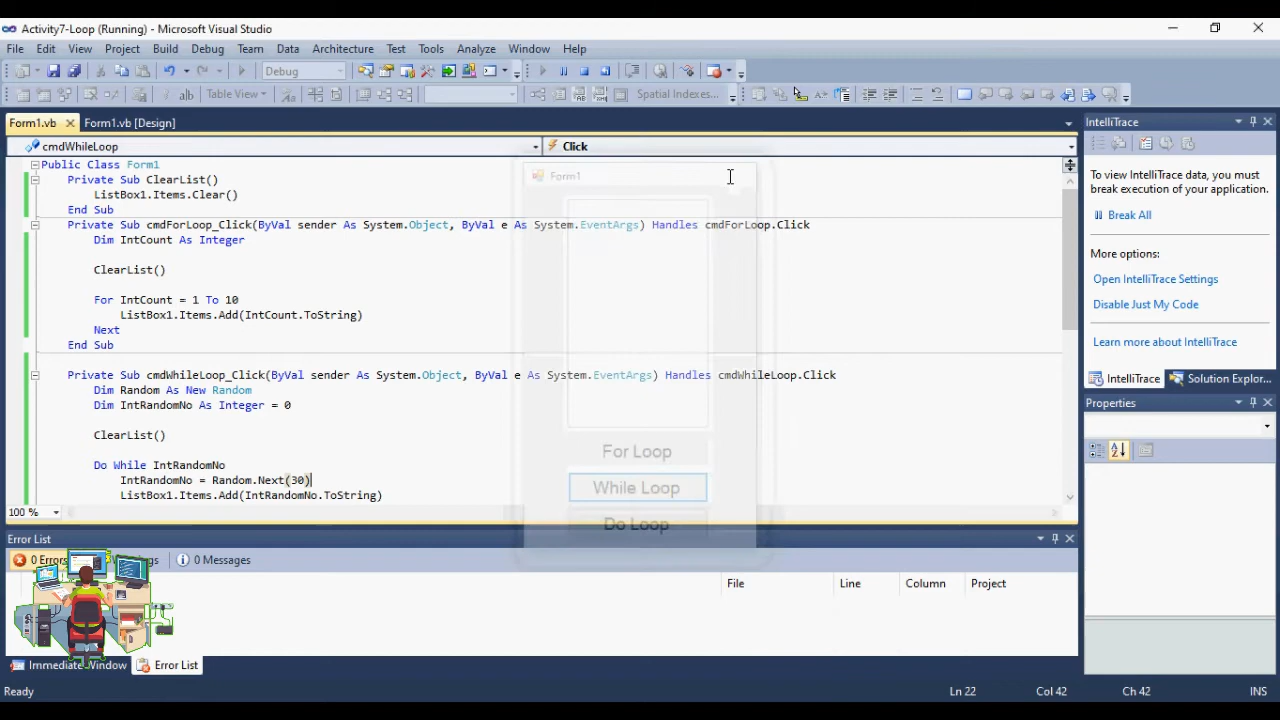 Activity7-Loop (Running) - Microsoft Visual Studio
File Edit View Project Build Debug Team Data Architecture Test Tools Analyze Window Help
Debug
Table View Spatial Indexes...
Form1.vb Form1.vb [Design]
cmdWhileLoop Click
Public Class Form1
Private Sub ClearList()
ListBox1.Items.Clear()
End Sub
Private Sub cmdForLoop_Click(ByVal sender As System.Object, ByVal e As System.EventArgs) Handles cmdForLoop.Click
Dim IntCount As Integer
ClearList()
For IntCount = 1 To 10
ListBox1.Items.Add(IntCount.ToString)
Next
End Sub
Private Sub cmdWhileLoop_Click(ByVal sender As System.Object, ByVal e As System.EventArgs) Handles cmdWhileLoop.Click
Dim Random As New Random
Dim IntRandomNo As Integer = 0
ClearList()
Do While IntRandomNo
IntRandomNo = Random.Next(30)
ListBox1.Items.Add(IntRandomNo.ToString)
100 %
Form1
For Loop
While Loop
Do Loop
IntelliTrace
To view IntelliTrace data, you must
break execution of your application.
Break All
More options:
Open IntelliTrace Settings
Disable Just My Code
Learn more about IntelliTrace
IntelliTrace Solution Explor...
Properties
Error List
0 Errors 0 Messages
File Line Column Project
Immediate Window Error List
Ready Ln 22 Col 42 Ch 42 INS